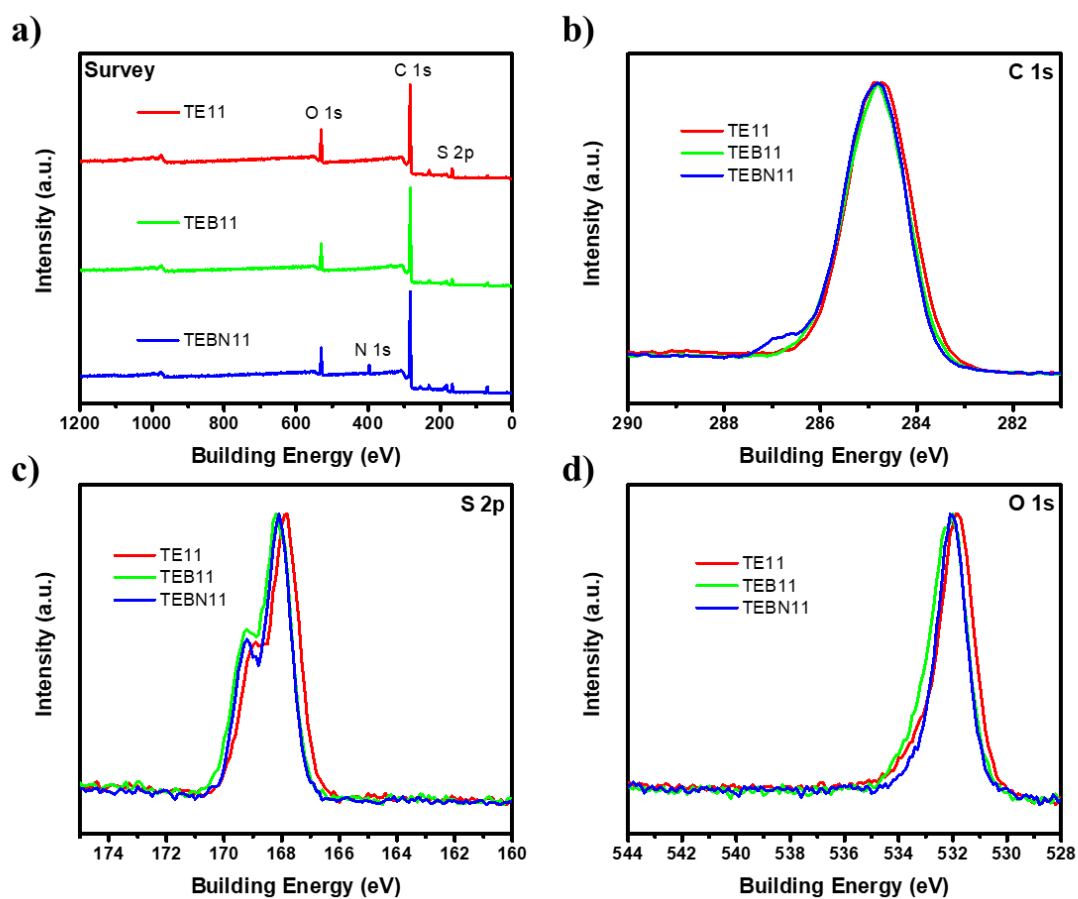 a)
Survey
C 1s
TE11
O 1s
S 2p
TEB11
TEBN11
N 1s
Intensity (a.u.)
1200 1000 800 600 400 200 0
Building Energy (eV)
b)
C 1s
TE11
TEB11
TEBN11
Intensity (a.u.)
290 288 286 284 282
Building Energy (eV)
c)
S 2p
TE11
TEB11
TEBN11
Intensity (a.u.)
174 172 170 168 166 164 162 160
Building Energy (eV)
d)
O 1s
TE11
TEB11
TEBN11
Intensity (a.u.)
544 542 540 538 536 534 532 530 528
Building Energy (eV)